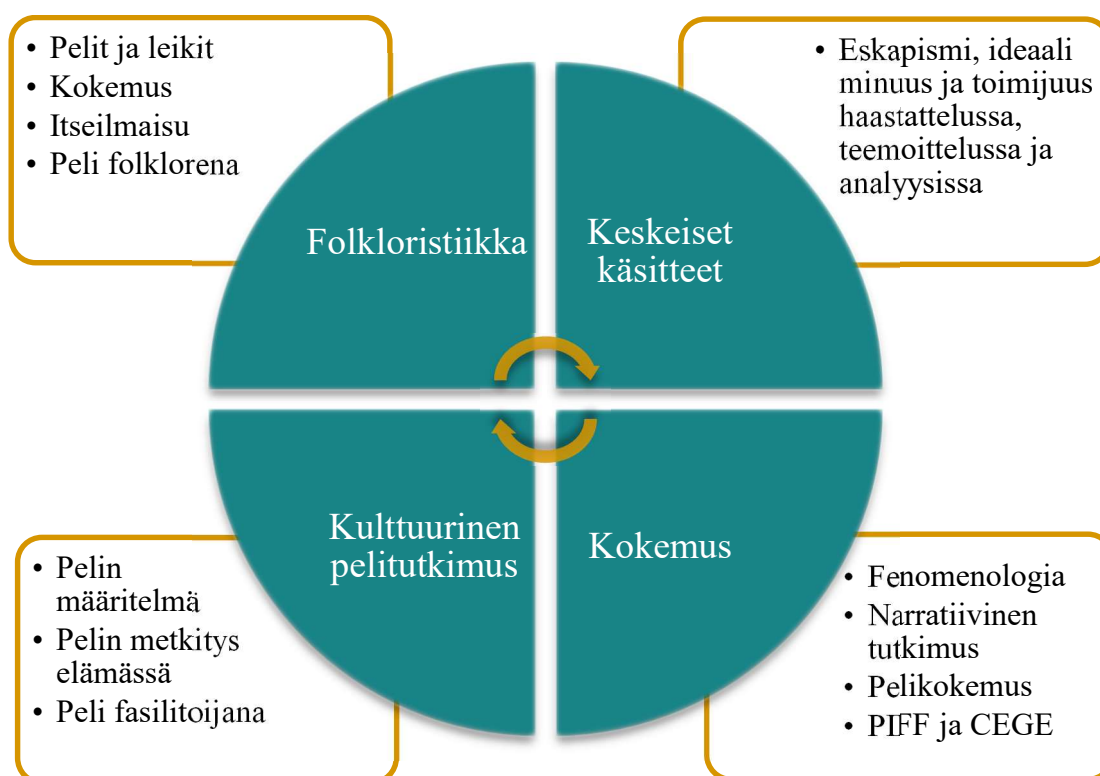 • Pelit ja leikit
• Kokemus
• Itseilmaisu
• Peli folklorena
• Eskapismi, ideaali
minuus ja toimijuus
haastattelussa,
teemoittelussa ja
analyysissa
Folkloristiikka
Keskeiset
käsitteet
Kulttuurinen
pelitutkimus
Kokemus
• Pelin
määritelmä
• Pelin metkitys
elämässä
• Peli fasilitoijana
• Fenomenologia
• Narratiivinen
tutkimus
• Pelikokemus
• PIFF ja CEGE